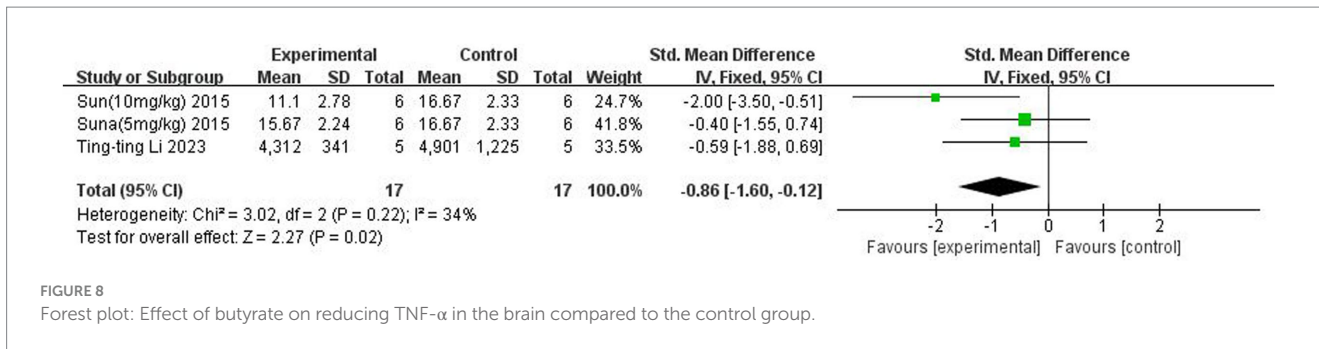 Experimental Control Std. Mean Difference Std. Mean Difference
Study or Subgroup Mean SD Total Mean SD Total Weight IV, Fixed, 95% CI IV, Fixed, 95% CI
Sun(10mg/kg) 2015 11.1 2.78 6 16.67 2.33 6 24.7% -2.00 [-3.50, -0.51]
Suna(5mg/kg) 2015 15.67 2.24 6 16.67 2.33 6 41.8% -0.40 [-1.55, 0.74]
Ting-ting Li 2023 4,312 341 5 4,901 1,225 5 33.5% -0.59 [-1.88, 0.69]
Total (95% CI) 17 17 100.0% -0.86 [-1.60, -0.12]
Heterogeneity: Chi² = 3.02, df = 2 (P = 0.22); I² = 34%
Test for overall effect: Z = 2.27 (P = 0.02)
-2 -1 0 1 2
Favours [experimental] Favours [control]
FIGURE 8
Forest plot: Effect of butyrate on reducing TNF-α in the brain compared to the control group.